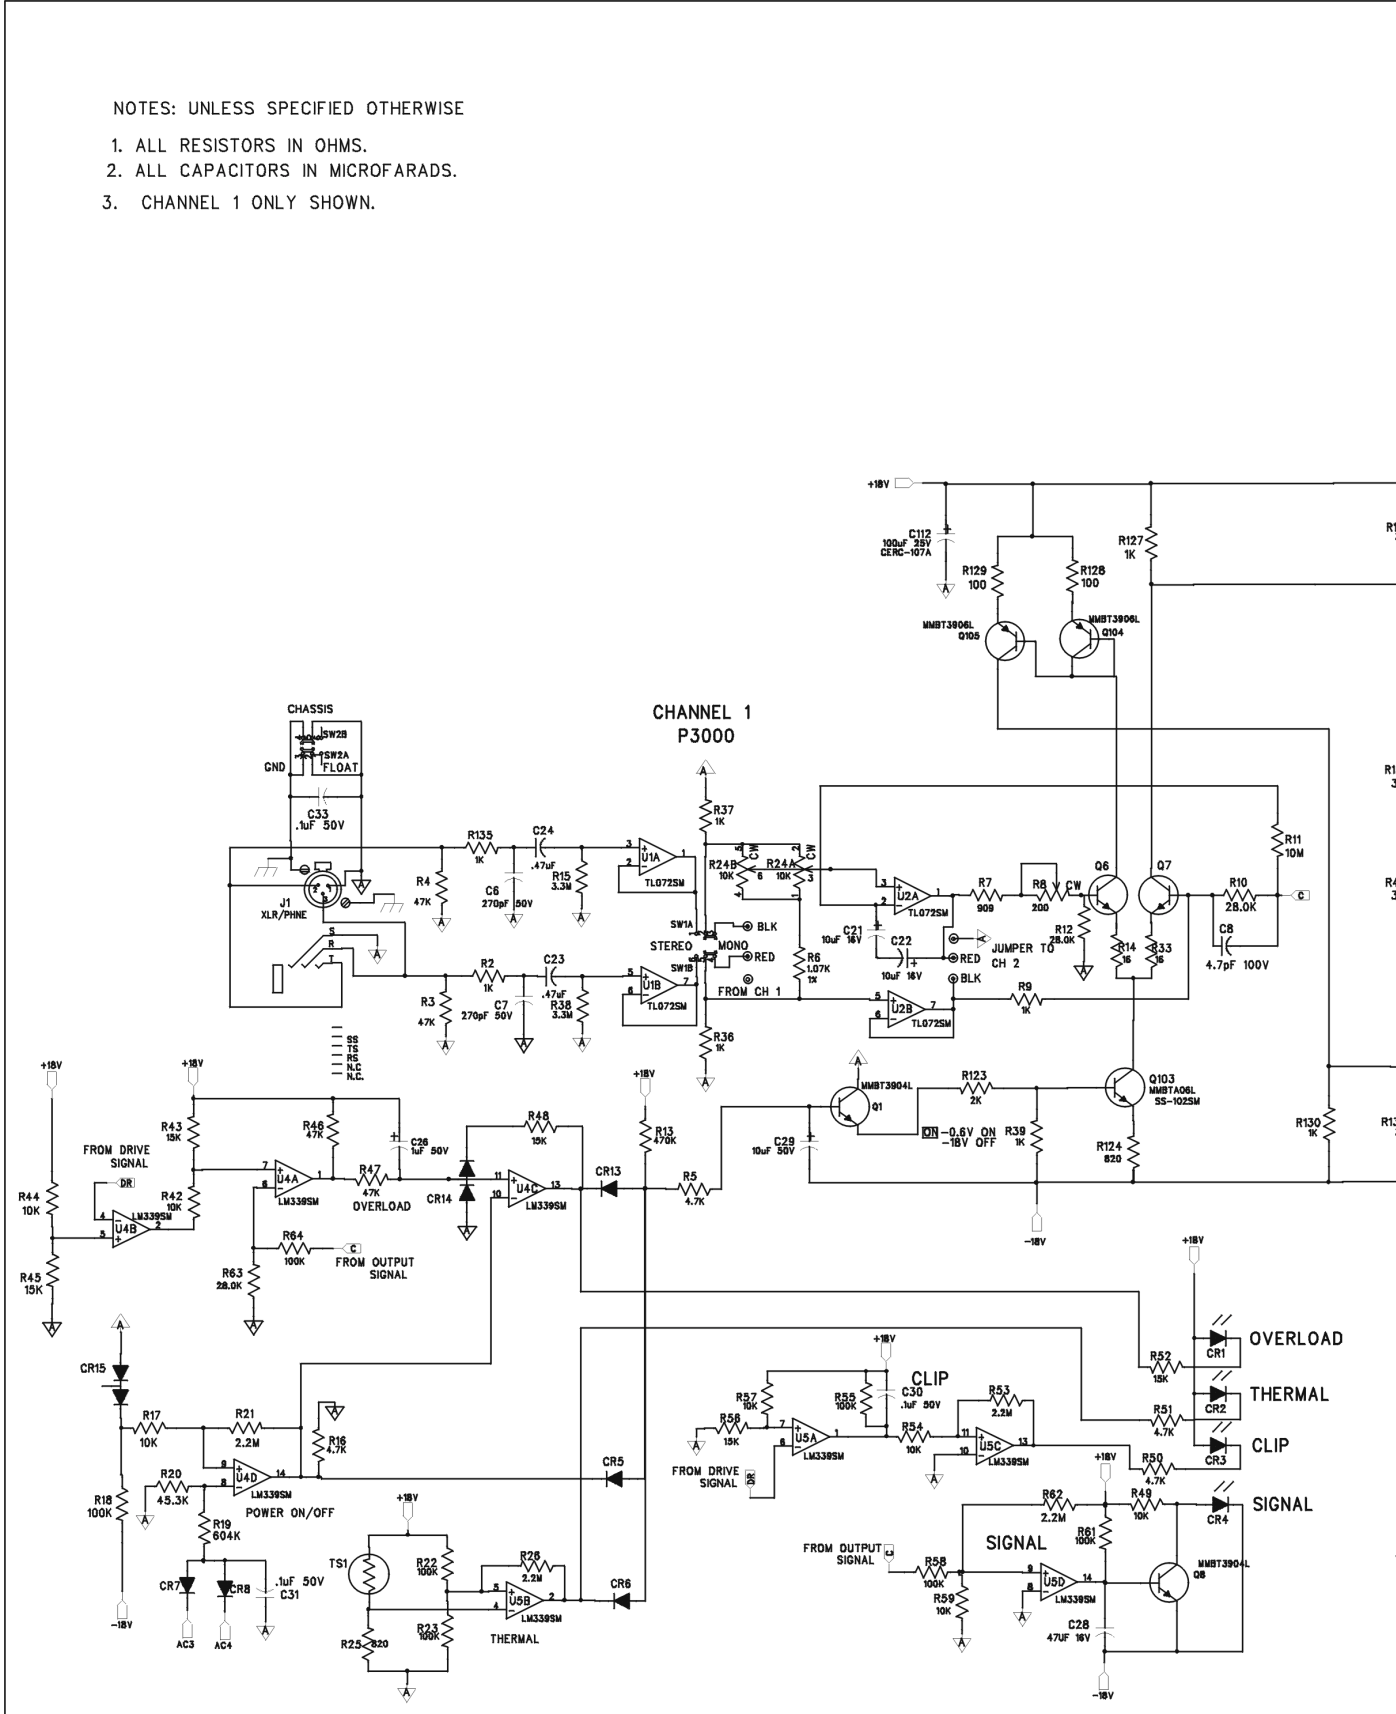 NOTES: UNLESS SPECIFIED OTHERWISE
1. ALL RESISTORS IN OHMS.
2. ALL CAPACITORS IN MICROFARADS.
3. CHANNEL 1 ONLY SHOWN.
+18V
C112
100uF 25V
CERC-107A
A
R129
100
R128
100
R127
1K
MMBT3906L
Q105
MMBT3906L
Q104
CHANNEL 1
P3000
CHASSIS
SW2B
SW2A
GND
FLOAT
C33
.1uF 50V
J1
XLR/PHNE
S
R
T
SS
TS
RS
N.C
N.C.
R4
47K
R135
1K
C6
270pF 50V
C24
.47uF
R15
3.3M
U1A
TL072SM
R3
47K
R2
1K
C7
270pF 50V
C23
.47uF
R38
3.3M
U1B
TL072SM
R37
1K
R24B
10K
CW
R24A
10K
CW
SW1A
STEREO
MONO
SW1B
BLK
RED
FROM CH 1
R36
1K
R6
1.07K
1%
U2A
TL072SM
C21
10uF 16V
C22
10uF 16V
RED
BLK
JUMPER TO
CH 2
U2B
TL072SM
R7
909
R8
200
CW
R12
28.0K
Q6
Q7
R14
16
R33
16
R11
10M
R10
28.0K
C
C8
4.7pF 100V
R9
1K
Q103
MMBTA06L
SS-102SM
R124
820
R130
1K
MMBT3904L
Q1
R123
2K
R39
1K
ON -0.6V ON
-18V OFF
C29
10uF 50V
R5
4.7K
-18V
+18V
R13
470K
+18V
+18V
R43
15K
FROM DRIVE
SIGNAL
DR
R44
10K
R42
10K
U4B
LM339SM
R45
15K
R46
47K
C26
1uF 50V
U4A
LM339SM
R47
47K
OVERLOAD
R64
100K
C
FROM OUTPUT
SIGNAL
R63
28.0K
CR14
R48
15K
U4C
LM339SM
CR13
CR15
R17
10K
R21
2.2M
R16
4.7K
R20
45.3K
U4D
LM339SM
POWER ON/OFF
R18
100K
R19
604K
CR7
CR8
.1uF 50V
C31
-18V
AC3
AC4
+18V
TS1
R22
100K
R25
820
R23
100K
R26
2.2M
U5B
LM339SM
THERMAL
CR5
CR6
+18V
CLIP
R57
10K
R55
100K
C30
.1uF 50V
R56
15K
U5A
LM339SM
FROM DRIVE
SIGNAL
DR
R54
10K
R53
2.2M
U5C
LM339SM
+18V
CR1
OVERLOAD
R52
15K
CR2
THERMAL
R51
4.7K
CR3
CLIP
R50
4.7K
+18V
R49
10K
CR4
SIGNAL
R62
2.2M
R61
100K
SIGNAL
FROM OUTPUT
SIGNAL
C
R58
100K
R59
10K
U5D
LM339SM
MMBT3904L
Q8
C28
47UF 16V
-18V